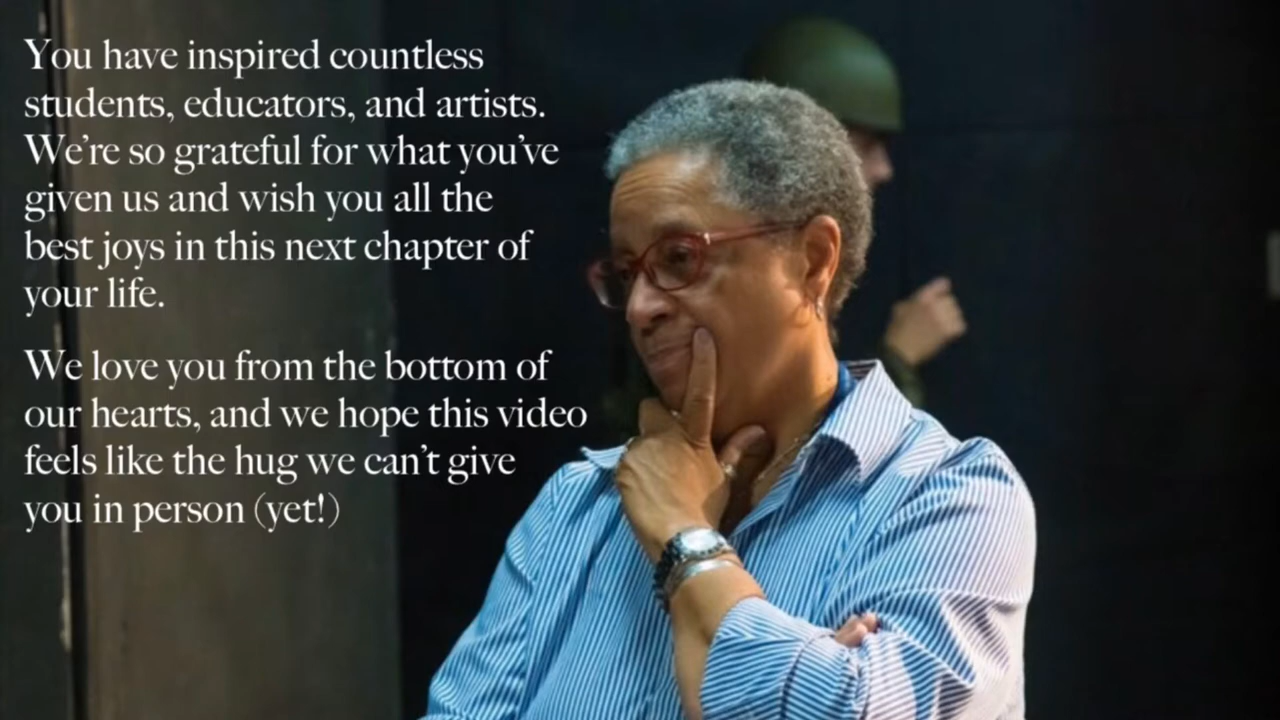 You have inspired countless
students, educators, and artists.
We’re so grateful for what you’ve
given us and wish you all the
best joys in this next chapter of
your life.
We love you from the bottom of
our hearts, and we hope this video
feels like the hug we can’t give
you in person (yet!)